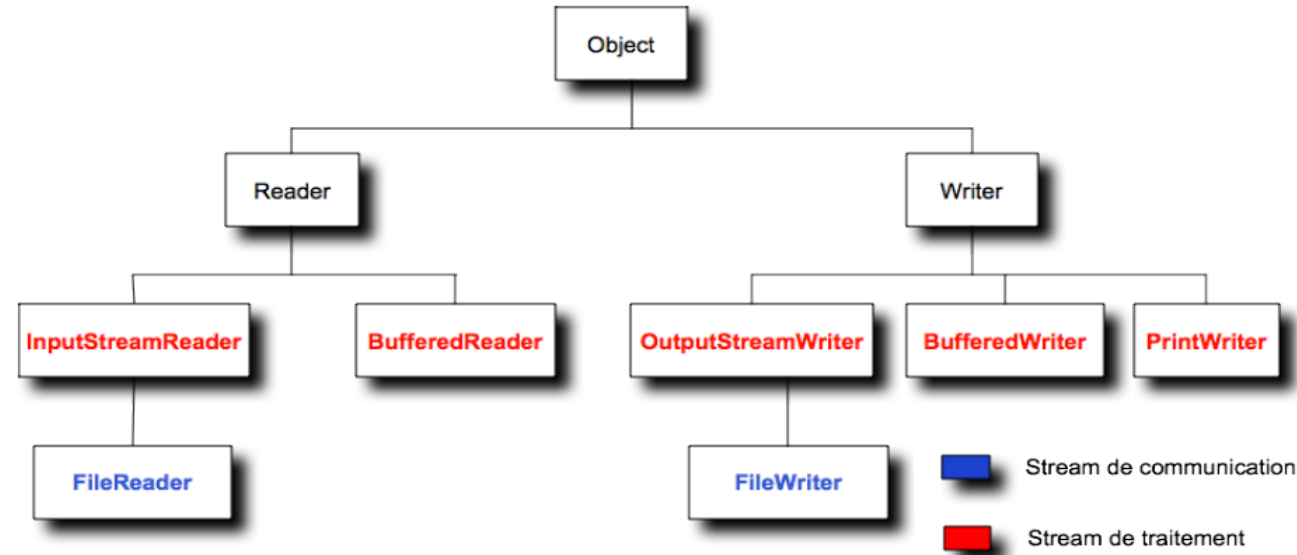 Object
Reader
Writer
InputStreamReader
BufferedReader
OutputStreamWriter
BufferedWriter
PrintWriter
FileReader
FileWriter
Stream de communication
Stream de traitement